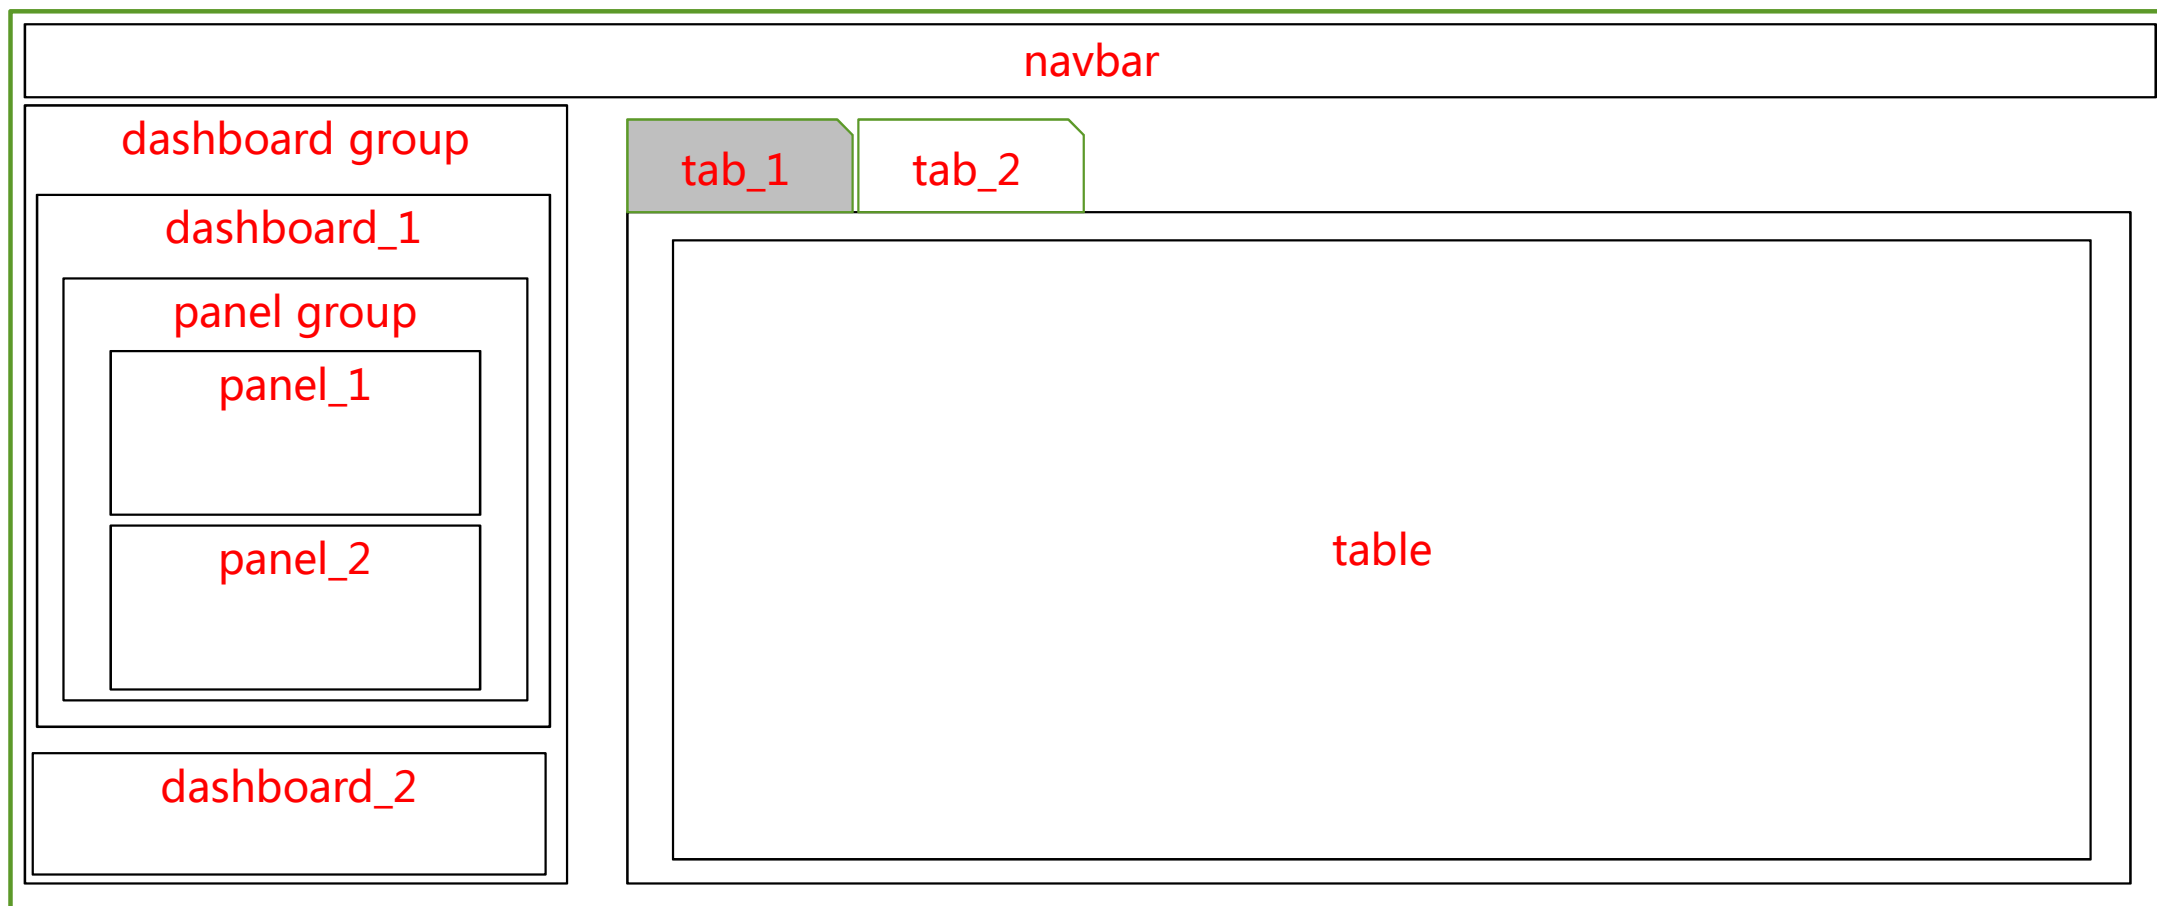 navbar
dashboard group
dashboard_1
panel group
panel_1
panel_2
dashboard_2
tab_1
tab_2
table